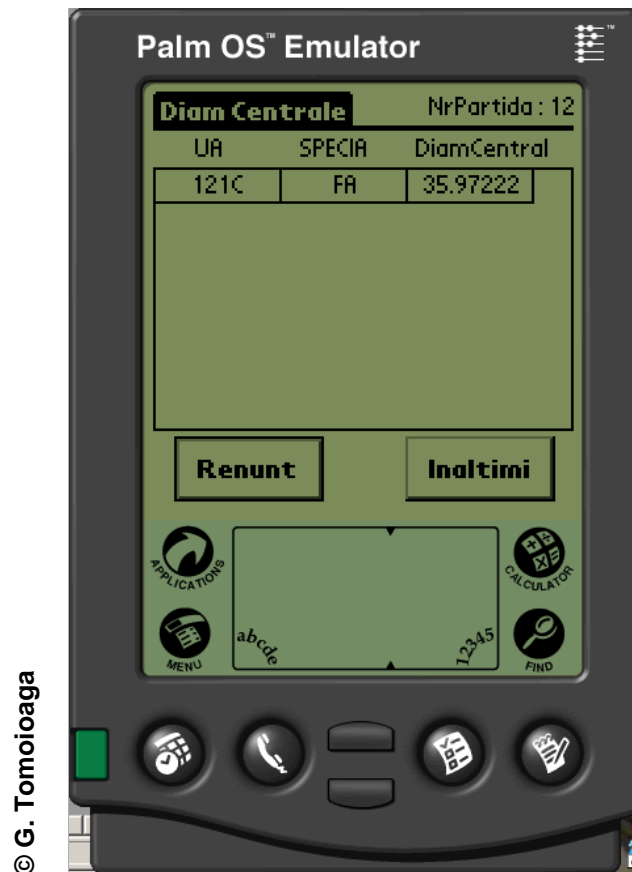 Palm OS™ Emulator
™
Diam Centrale
NrPartida : 12
UA SPECIA DiamCentral
121C FA 35.97222
Renunt Inaltimi
APPLICATIONS
CALCULATOR
MENU
abcde
12345
FIND
© G. Tomoioaga